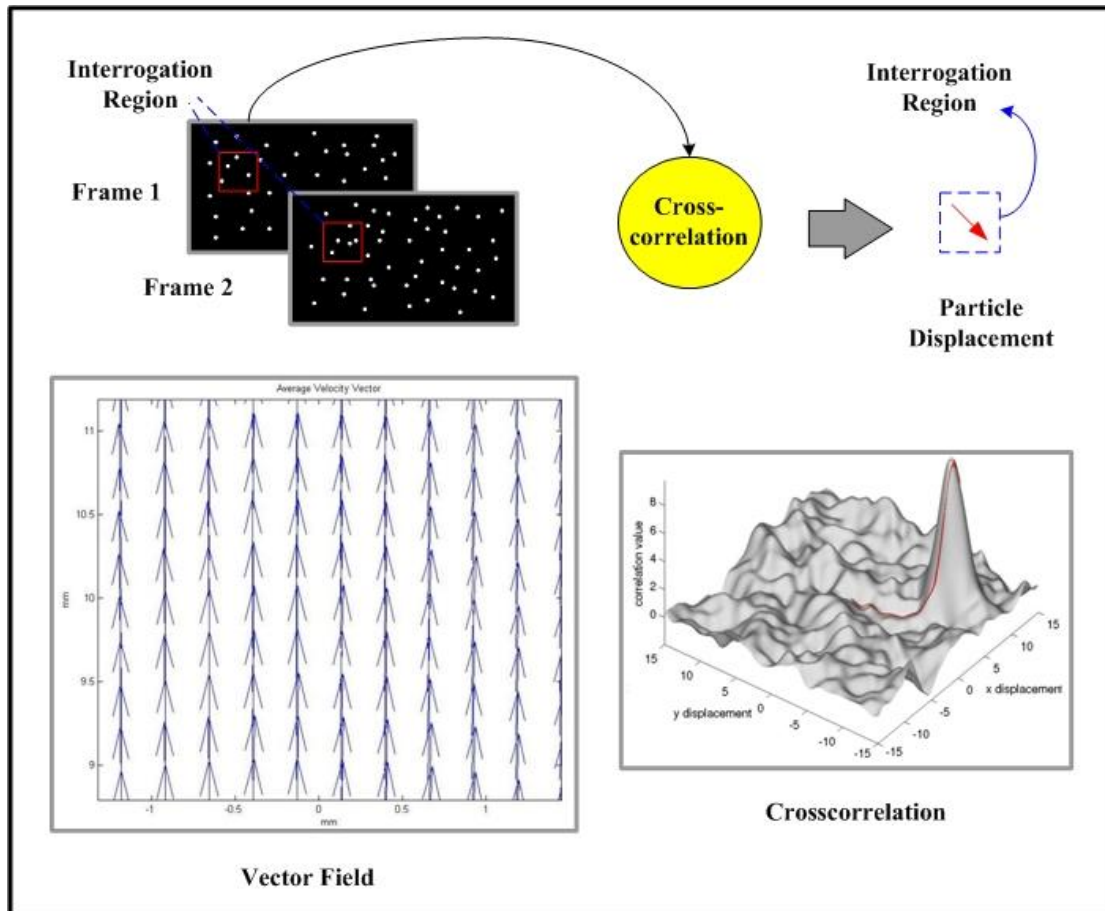 Interrogation
Region
Frame 1
Frame 2
Cross-
correlation
Interrogation
Region
Particle
Displacement
Average Velocity Vector
11
10.5
10
9.5
9
mm
-1
-0.5
0
0.5
1
mm
Vector Field
8
6
4
2
0
correlation value
15
10
5
0
-5
-10
-15
y displacement
15
10
5
0
-5
-10
-15
x displacement
Crosscorrelation